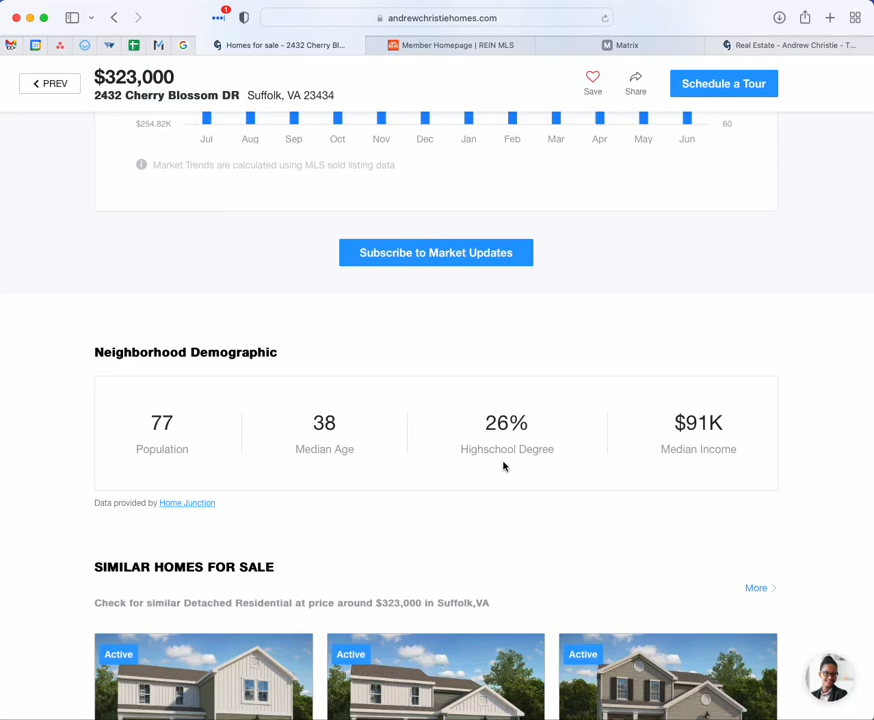 1
andrewchristiehomes.com
Homes for sale - 2432 Cherry Bl...
Member Homepage | REIN MLS
Matrix
Real Estate - Andrew Christie - T...
PREV
$323,000
2432 Cherry Blossom DR Suffolk, VA 23434
Save
Share
Schedule a Tour
$254.82K
60
Jul Aug Sep Oct Nov Dec Jan Feb Mar Apr May Jun
Market Trends are calculated using MLS sold listing data
Subscribe to Market Updates
Neighborhood Demographic
77 38 26% $91K
Population Median Age Highschool Degree Median Income
Data provided by Home Junction
SIMILAR HOMES FOR SALE
More
Check for similar Detached Residential at price around $323,000 in Suffolk,VA
Active Active Active